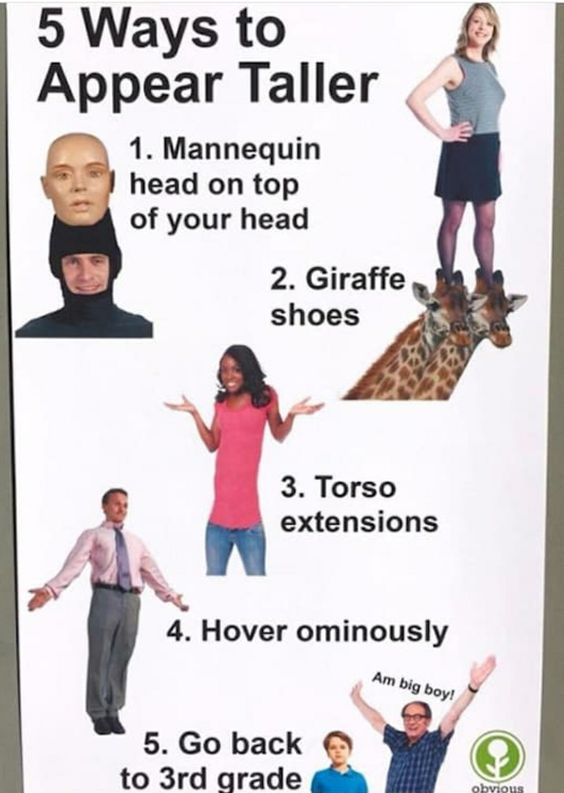 5 Ways to
Appear Taller
1. Mannequin
head on top
of your head
2. Giraffe
shoes
3. Torso
extensions
4. Hover ominously
Am big boy!
5. Go back
to 3rd grade
obvious